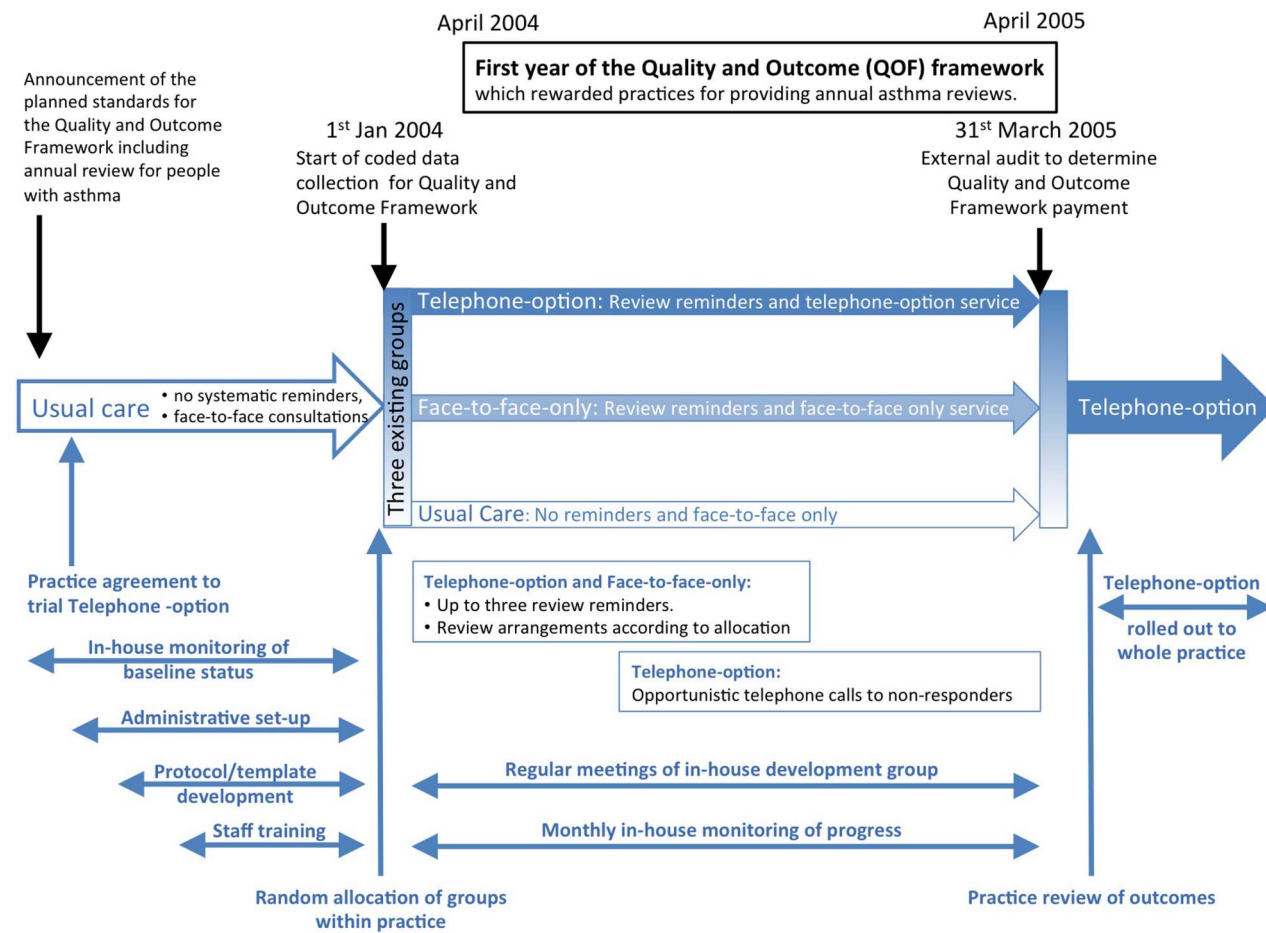 April 2004
April 2005
First year of the Quality and Outcome (QOF) framework
which rewarded practices for providing annual asthma reviews.
Announcement of the
planned standards for
the Quality and Outcome
Framework including
annual review for people
with asthma
1st Jan 2004
Start of coded data
collection for Quality and
Outcome Framework
31st March 2005
External audit to determine
Quality and Outcome
Framework payment
Usual care
• no systematic reminders,
• face-to-face consultations
Three existing groups
Telephone-option: Review reminders and telephone-option service
Face-to-face-only: Review reminders and face-to-face only service
Usual Care: No reminders and face-to-face only
Telephone-option
Practice agreement to
trial Telephone -option
In-house monitoring of
baseline status
Administrative set-up
Protocol/template
development
Staff training
Random allocation of groups
within practice
Telephone-option and Face-to-face-only:
• Up to three review reminders.
• Review arrangements according to allocation
Telephone-option:
Opportunistic telephone calls to non-responders
Regular meetings of in-house development group
Monthly in-house monitoring of progress
Telephone-option
rolled out to
whole practice
Practice review of outcomes